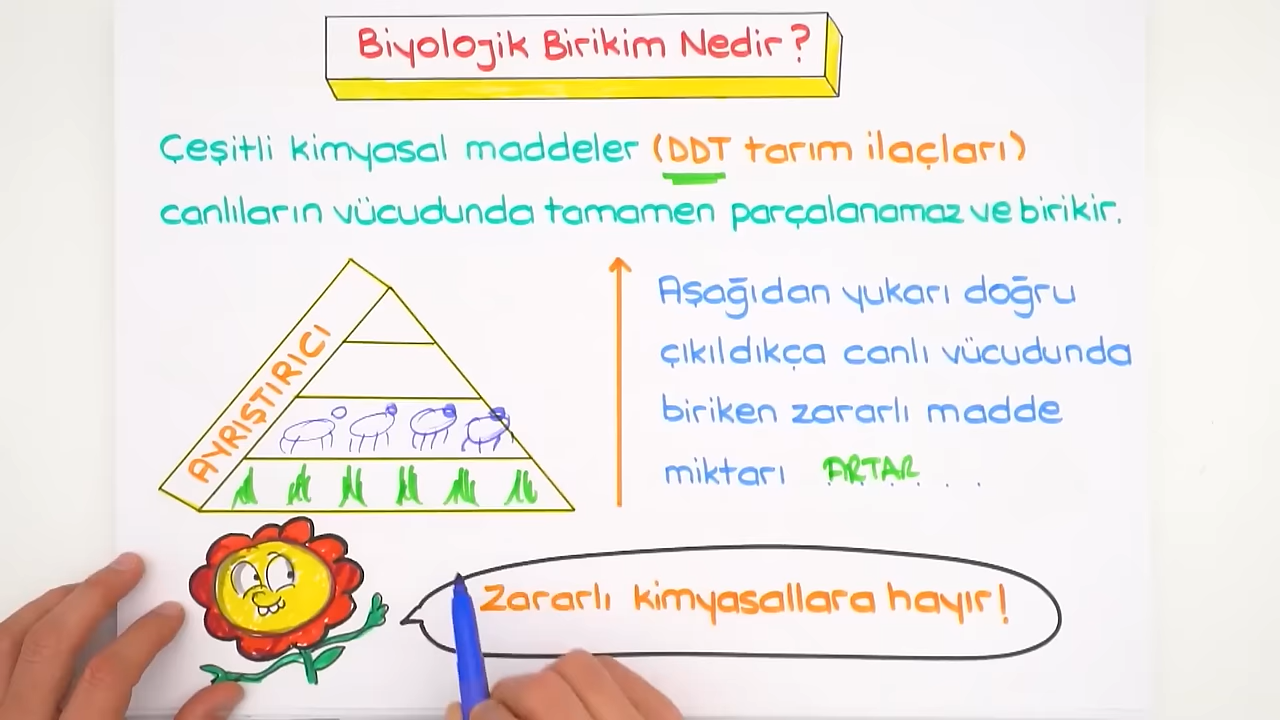 Biyolojik Birikim Nedir?
Çeşitli kimyasal maddeler (DDT tarım ilaçları)
canlıların vücudunda tamamen parçalanamaz ve birikir.
AYRIŞTIRICI
Aşağıdan yukarı doğru
çıkıldıkça canlı vücudunda
biriken zararlı madde
miktarı ARTAR
Zararlı kimyasallara hayır!